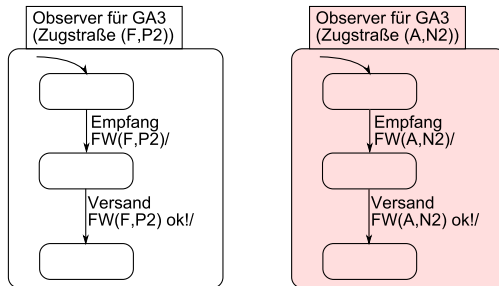 Observer für GA3
(Zugstraße (F,P2))
Empfang
FW(F,P2)/
Versand
FW(F,P2) ok!/
Observer für GA3
(Zugstraße (A,N2))
Empfang
FW(A,N2)/
Versand
FW(A,N2) ok!/